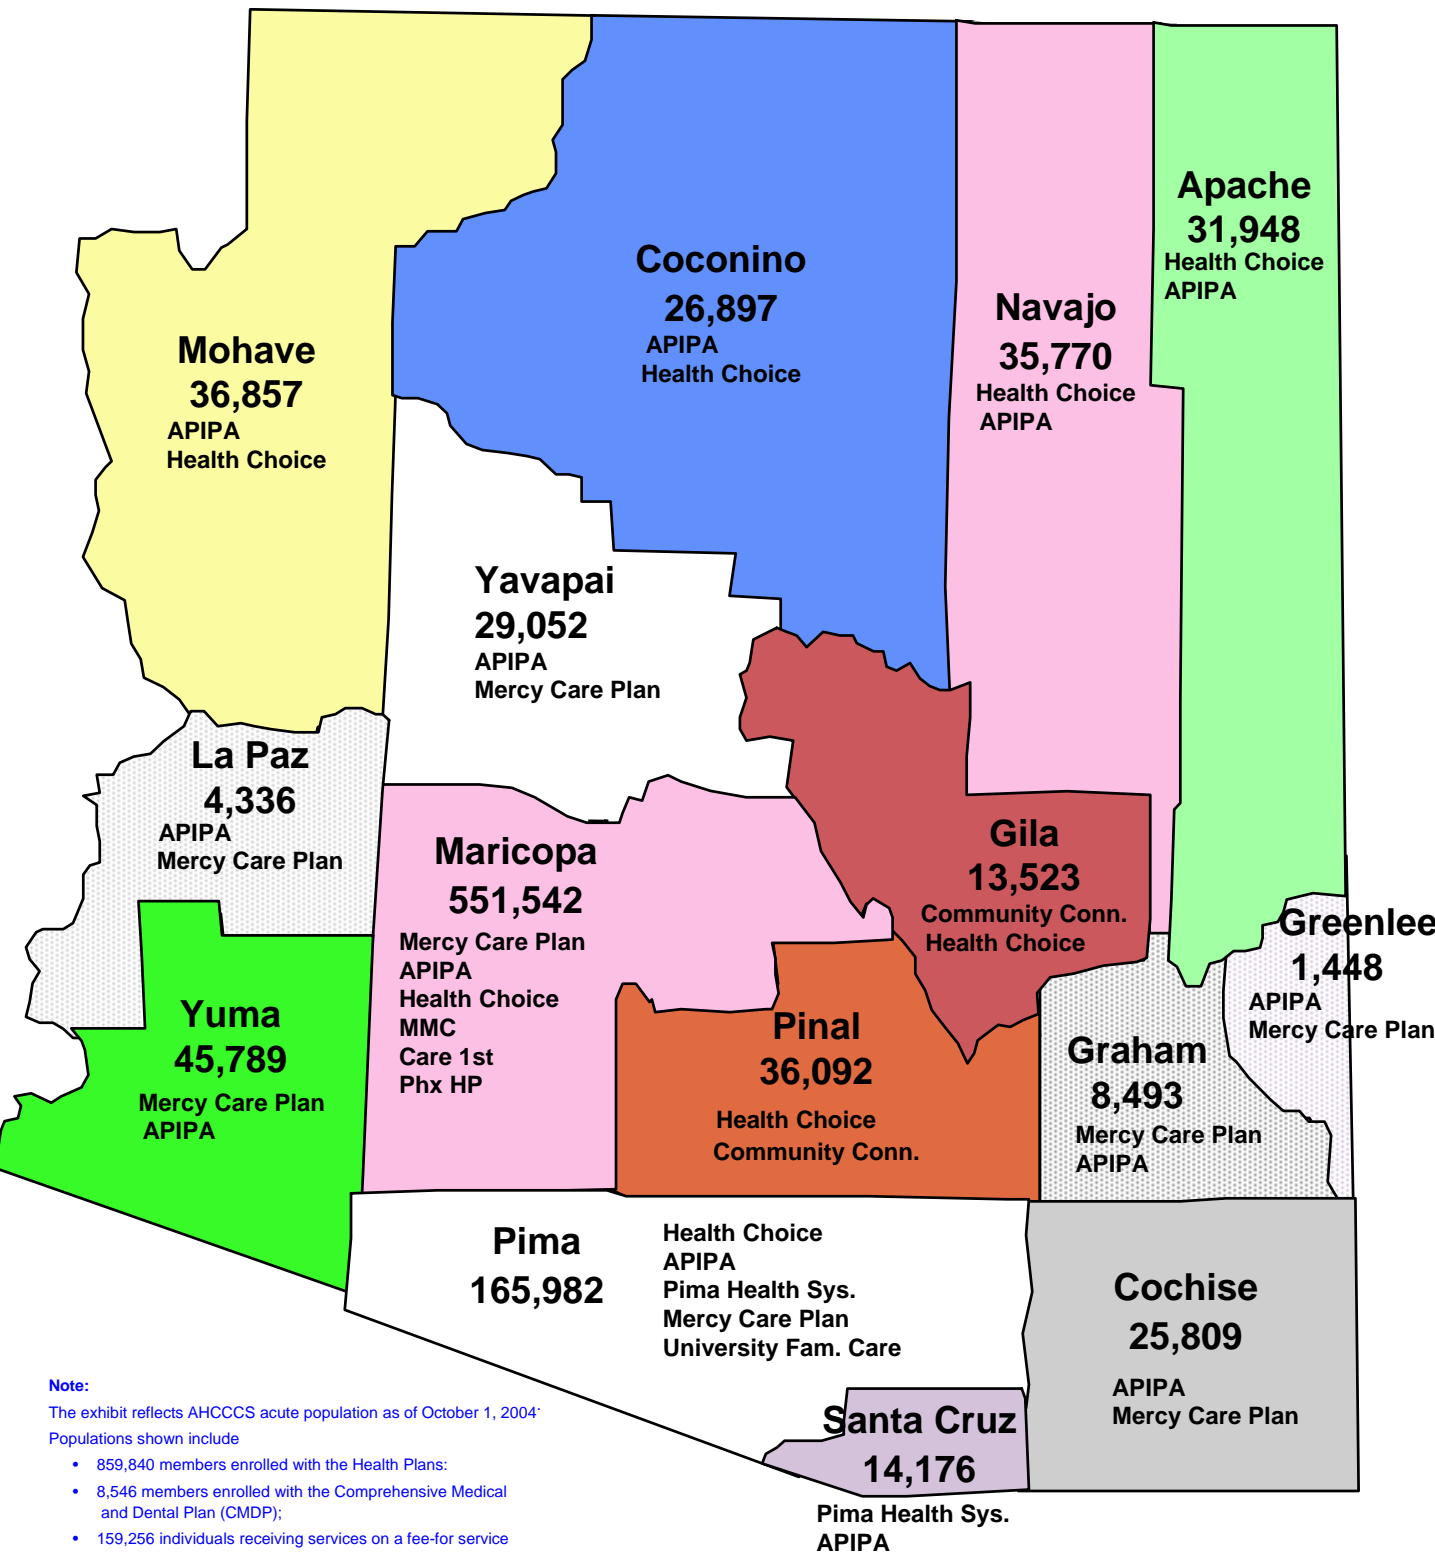 Apache
31,948
Health Choice
APIPA
Coconino
26,897
APIPA
Health Choice
Navajo
35,770
Health Choice
APIPA
Mohave
36,857
APIPA
Health Choice
Yavapai
29,052
APIPA
Mercy Care Plan
La Paz
4,336
APIPA
Mercy Care Plan
Maricopa
551,542
Mercy Care Plan
APIPA
Health Choice
MMC
Care 1st
Phx HP
Gila
13,523
Community Conn.
Health Choice
Greenlee
1,448
APIPA
Mercy Care Plan
Yuma
45,789
Mercy Care Plan
APIPA
Pinal
36,092
Health Choice
Community Conn.
Graham
8,493
Mercy Care Plan
APIPA
Pima
165,982
Health Choice
APIPA
Pima Health Sys.
Mercy Care Plan
University Fam. Care
Cochise
25,809
APIPA
Mercy Care Plan
Santa Cruz
14,176
Pima Health Sys.
APIPA
Note:
The exhibit reflects AHCCCS acute population as of October 1, 2004
Populations shown include
• 859,840 members enrolled with the Health Plans:
• 8,546 members enrolled with the Comprehensive Medical
and Dental Plan (CMDP);
• 159,256 individuals receiving services on a fee-for service